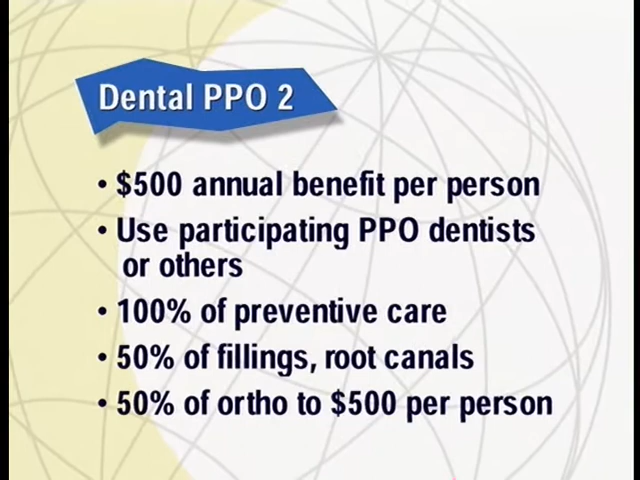 Dental PPO 2
• $500 annual benefit per person
• Use participating PPO dentists
or others
• 100% of preventive care
• 50% of fillings, root canals
• 50% of ortho to $500 per person